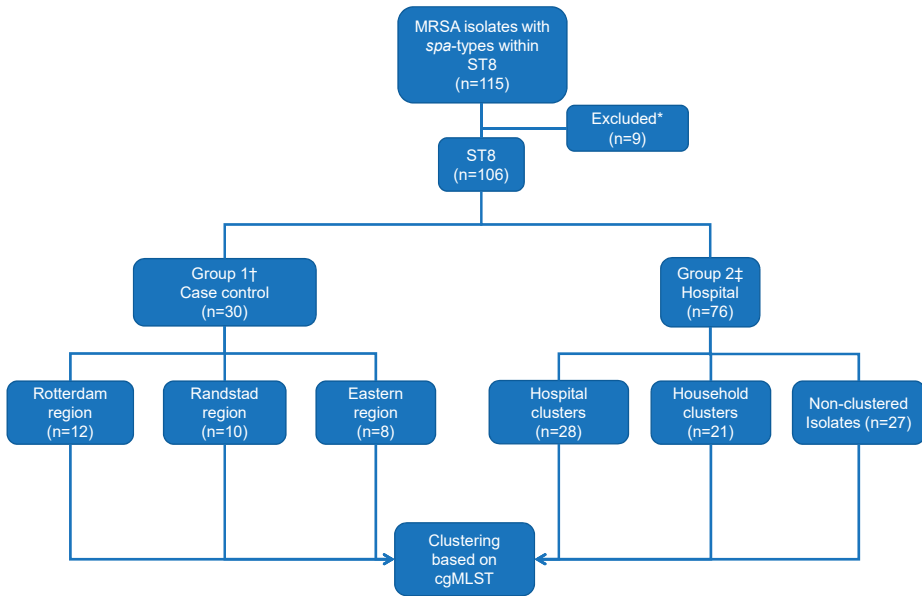 MRSA isolates with
spa-types within
ST8
(n=115)
Excluded*
(n=9)
ST8
(n=106)
Group 1†
Case control
(n=30)
Group 2‡
Hospital
(n=76)
Rotterdam
region
(n=12)
Randstad
region
(n=10)
Eastern
region
(n=8)
Hospital
clusters
(n=28)
Household
clusters
(n=21)
Non-clustered
Isolates (n=27)
Clustering
based on
cgMLST